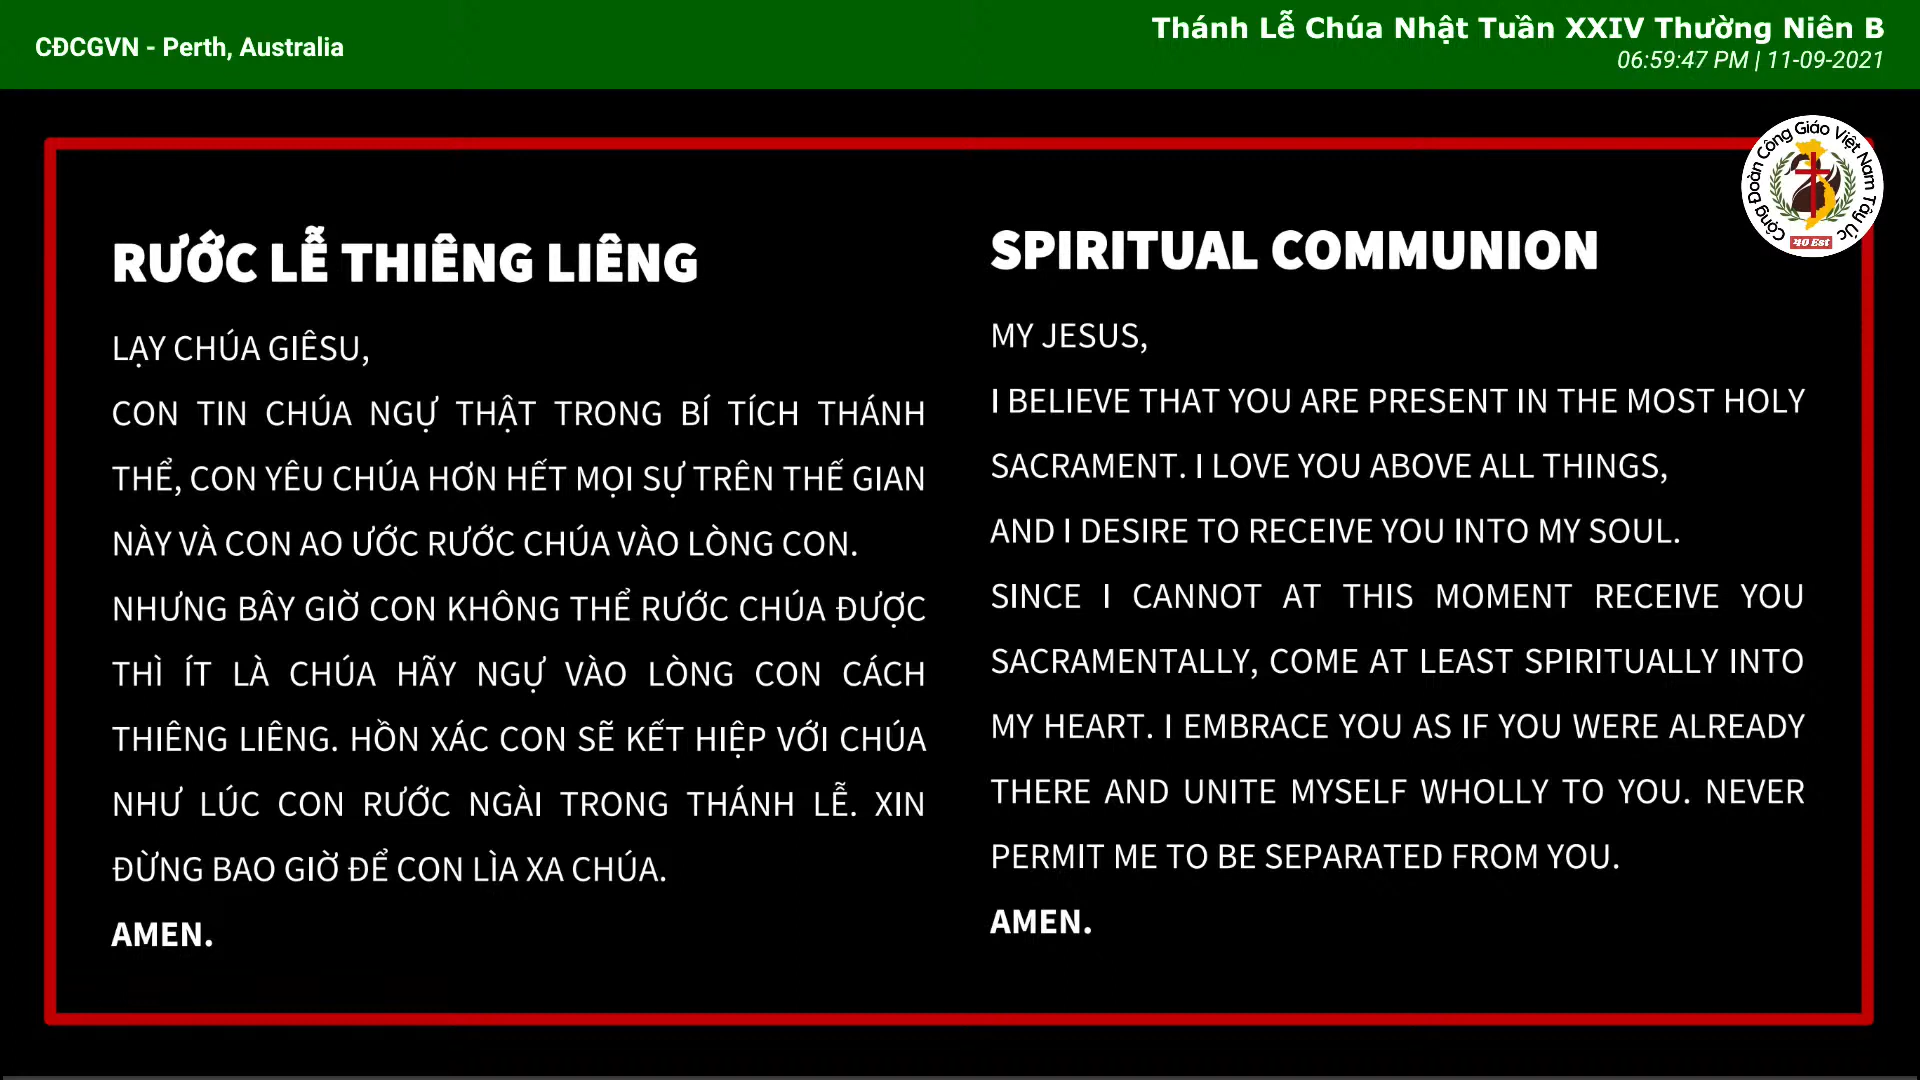 CĐCGVN - Perth, Australia
Thánh Lễ Chúa Nhật Tuần XXIV Thường Niên B
06:59:47 PM | 11-09-2021
Cộng Đoàn Công Giáo Việt Nam Tây Úc
40 Est
RƯỚC LỄ THIÊNG LIÊNG
LẠY CHÚA GIÊSU,
CON TIN CHÚA NGỰ THẬT TRONG BÍ TÍCH THÁNH
THỂ, CON YÊU CHÚA HƠN HẾT MỌI SỰ TRÊN THẾ GIAN
NÀY VÀ CON AO ƯỚC RƯỚC CHÚA VÀO LÒNG CON.
NHƯNG BÂY GIỜ CON KHÔNG THỂ RƯỚC CHÚA ĐƯỢC
THÌ ÍT LÀ CHÚA HÃY NGỰ VÀO LÒNG CON CÁCH
THIÊNG LIÊNG. HỒN XÁC CON SẼ KẾT HIỆP VỚI CHÚA
NHƯ LÚC CON RƯỚC NGÀI TRONG THÁNH LỄ. XIN
ĐỪNG BAO GIỜ ĐỂ CON LÌA XA CHÚA.
AMEN.
SPIRITUAL COMMUNION
MY JESUS,
I BELIEVE THAT YOU ARE PRESENT IN THE MOST HOLY
SACRAMENT. I LOVE YOU ABOVE ALL THINGS,
AND I DESIRE TO RECEIVE YOU INTO MY SOUL.
SINCE I CANNOT AT THIS MOMENT RECEIVE YOU
SACRAMENTALLY, COME AT LEAST SPIRITUALLY INTO
MY HEART. I EMBRACE YOU AS IF YOU WERE ALREADY
THERE AND UNITE MYSELF WHOLLY TO YOU. NEVER
PERMIT ME TO BE SEPARATED FROM YOU.
AMEN.